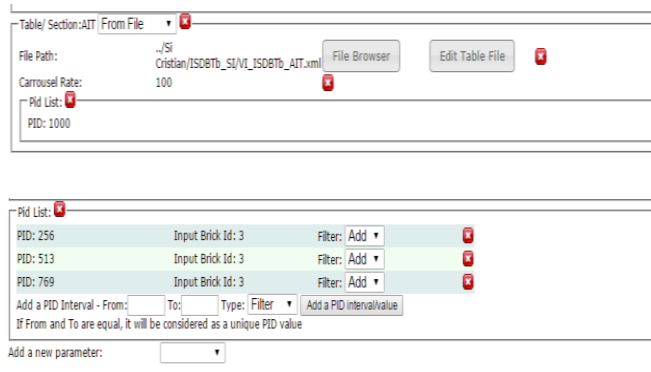 Table/ Section:AIT From File
File Path: ../Si Cristian/ISDBTb_SI/VI_ISDBTb_AIT.xml File Browser Edit Table File
Carrousel Rate: 100
Pid List:
PID: 1000
Pid List:
PID: 256 Input Brick Id: 3 Filter: Add
PID: 513 Input Brick Id: 3 Filter: Add
PID: 769 Input Brick Id: 3 Filter: Add
Add a PID Interval - From: To: Type: Filter Add a PID interval/value
If From and To are equal, it will be considered as a unique PID value
Add a new parameter: